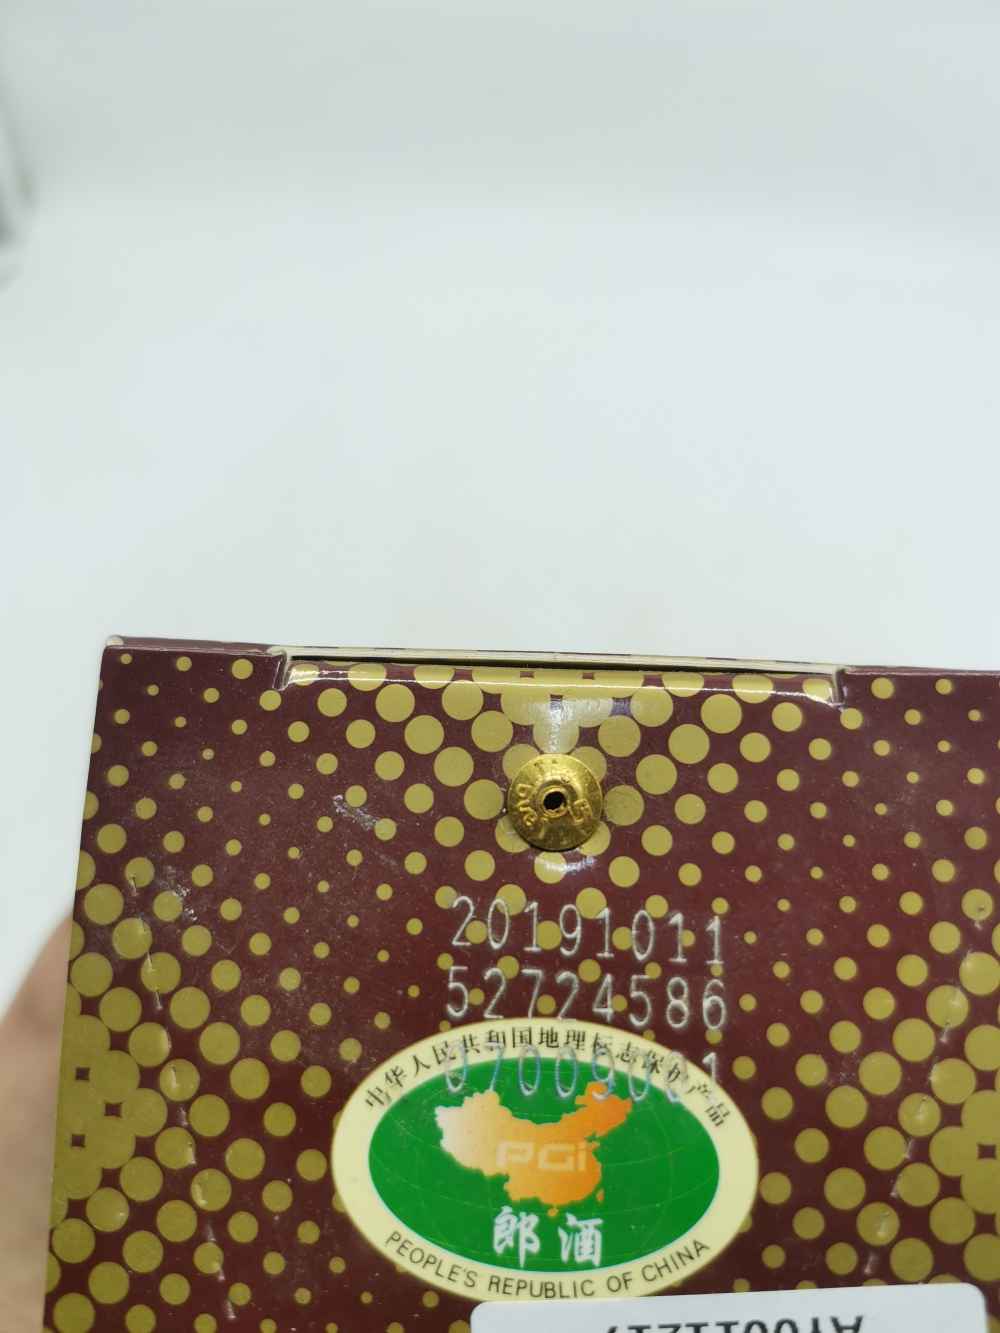 20191011
52724586
中华人民共和国地理标志保护产品
PGi
郎酒
PEOPLE'S REPUBLIC OF CHINA